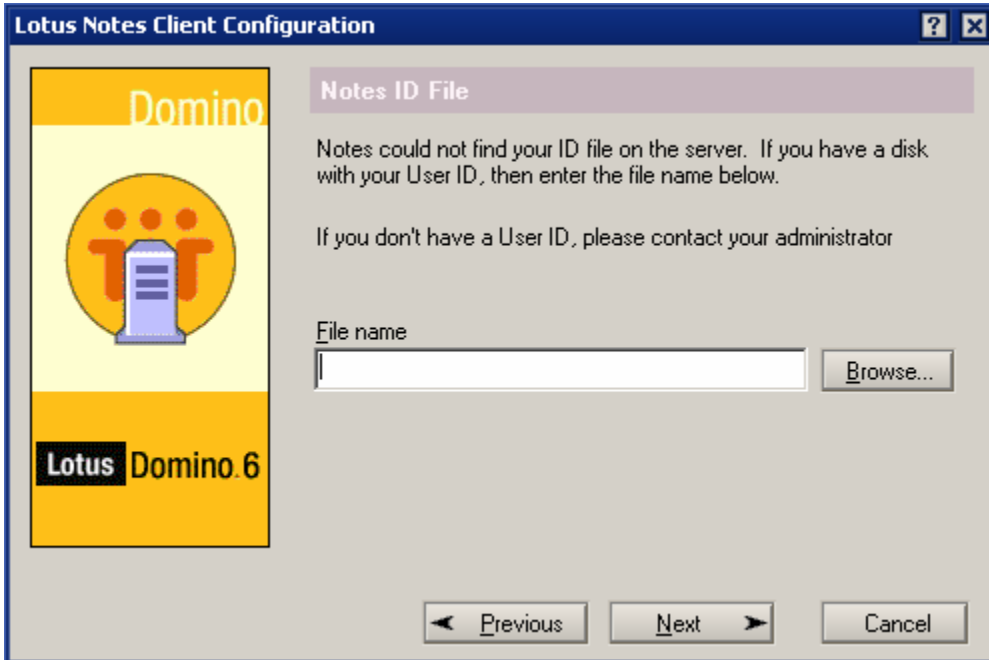 Lotus Notes Client Configuration
Domino
Notes ID File
Notes could not find your ID file on the server. If you have a disk
with your User ID, then enter the file name below.
If you don't have a User ID, please contact your administrator
File name
Browse...
Lotus Domino.6
Previous
Next
Cancel